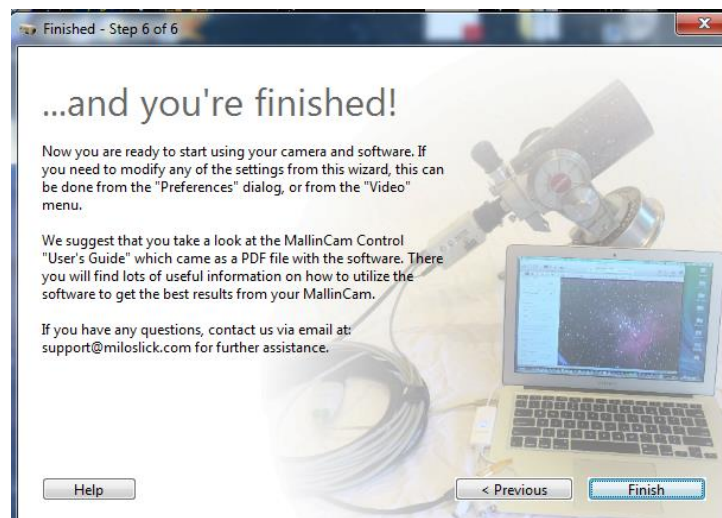 Finished - Step 6 of 6
...and you're finished!
Now you are ready to start using your camera and software. If
you need to modify any of the settings from this wizard, this can
be done from the "Preferences" dialog, or from the "Video"
menu.
We suggest that you take a look at the MallinCam Control
"User's Guide" which came as a PDF file with the software. There
you will find lots of useful information on how to utilize the
software to get the best results from your MallinCam.
If you have any questions, contact us via email at:
support@miloslick.com for further assistance.
Help
< Previous
Finish